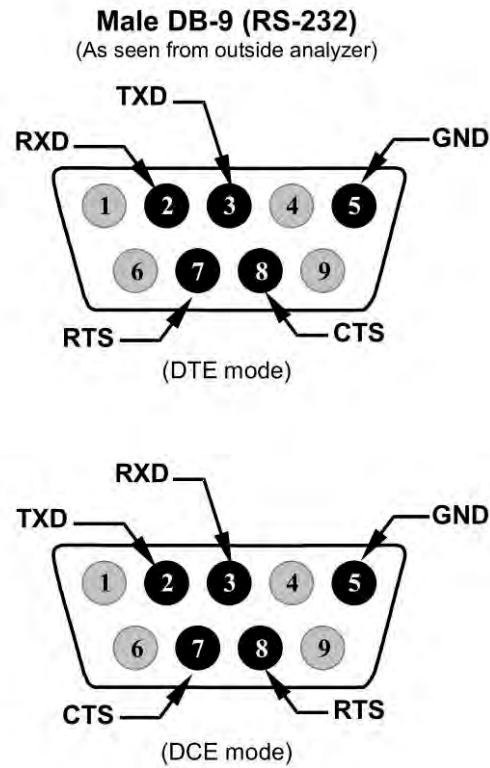 Male DB-9 (RS-232)
(As seen from outside analyzer)
TXD
RXD
GND
1 2 3 4 5
6 7 8 9
RTS
CTS
(DTE mode)
RXD
TXD
GND
1 2 3 4 5
6 7 8 9
CTS
RTS
(DCE mode)